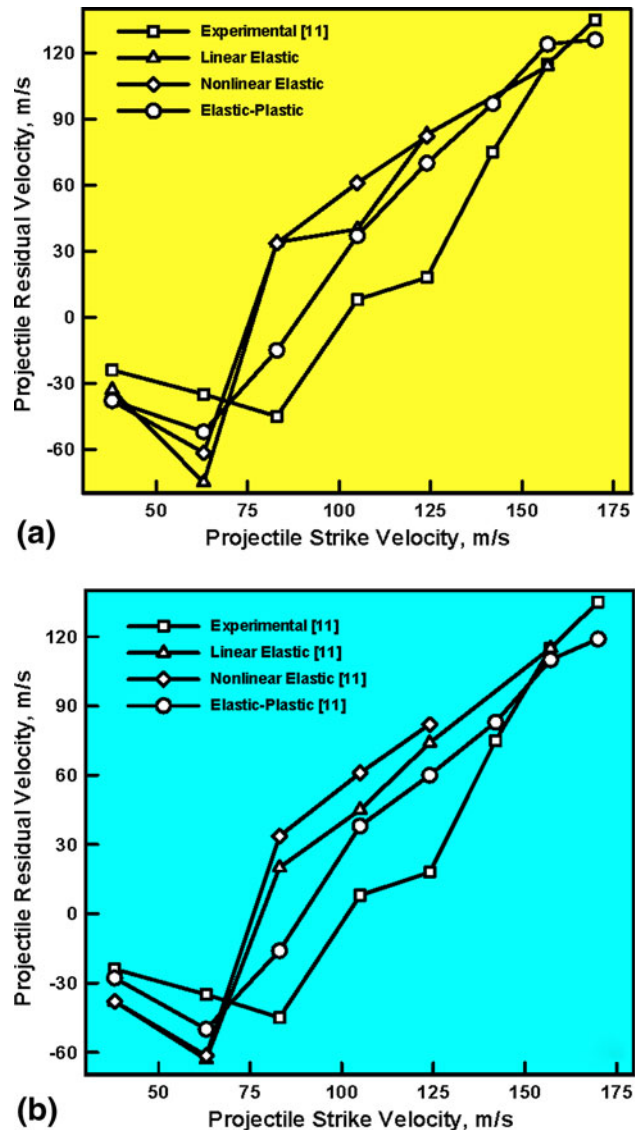 Experimental [11]
Linear Elastic
Nonlinear Elastic
Elastic-Plastic
Projectile Residual Velocity, m/s
120
90
60
30
0
-30
-60
50
75
100
125
150
175
Projectile Strike Velocity, m/s
(a)
Experimental [11]
Linear Elastic [11]
Nonlinear Elastic [11]
Elastic-Plastic [11]
Projectile Residual Velocity, m/s
120
90
60
30
0
-30
-60
50
75
100
125
150
175
Projectile Strike Velocity, m/s
(b)